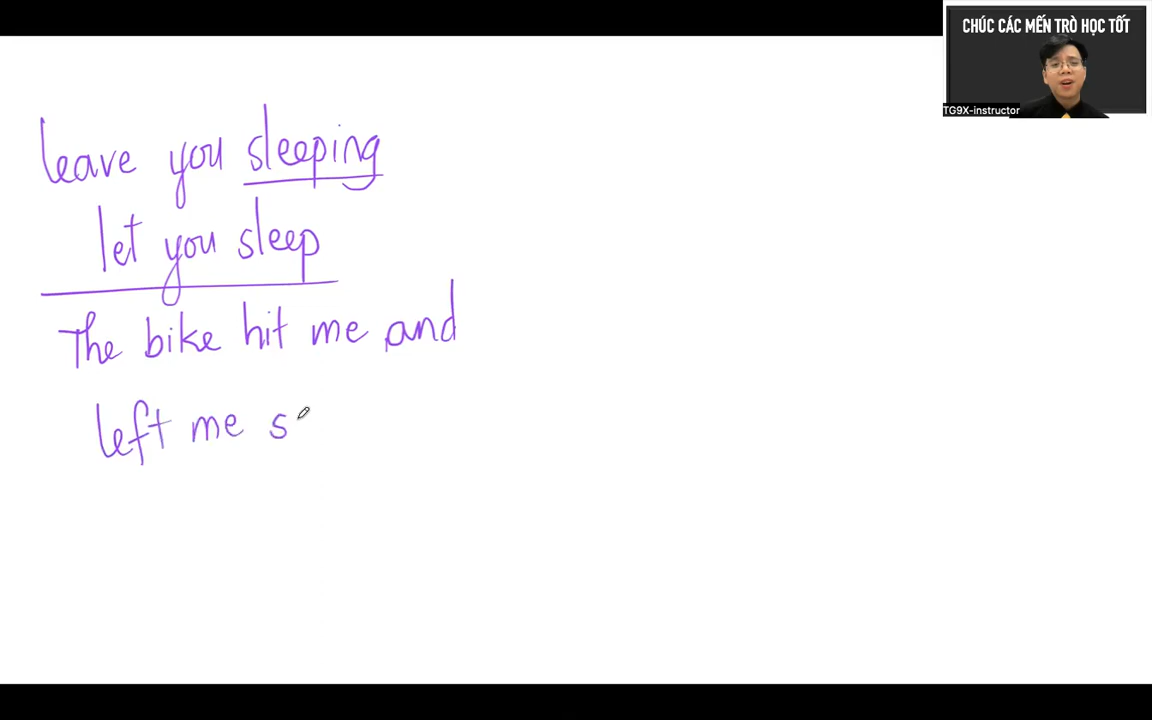 CHÚC CÁC MẾN TRÒ HỌC TỐT
TG9X-instructor
leave you sleeping
let you sleep
The bike hit me and
left me s